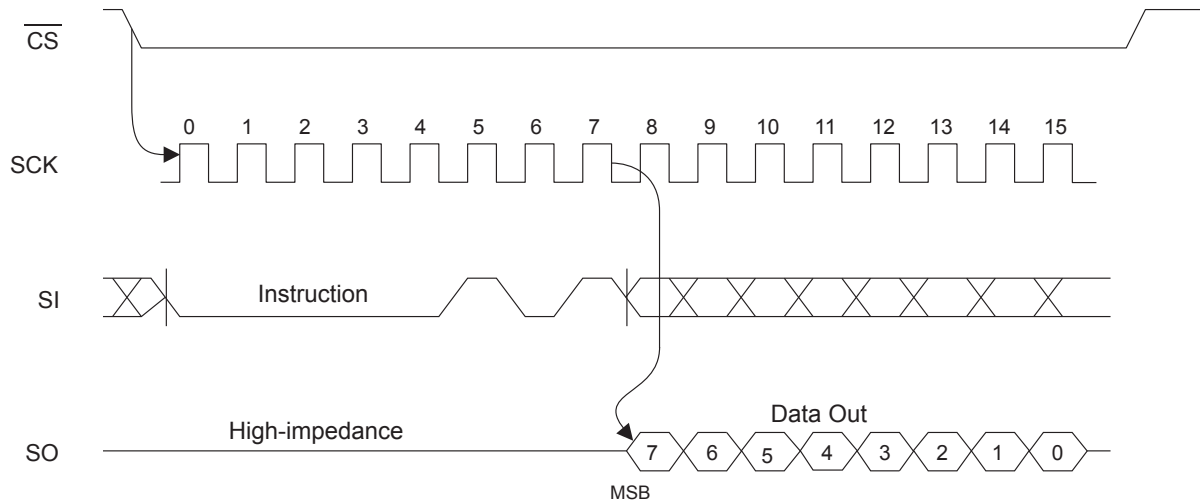 CS
0 1 2 3 4 5 6 7 8 9 10 11 12 13 14 15
SCK
SI
Instruction
High-impedance
Data Out
SO
7 6 5 4 3 2 1 0
MSB